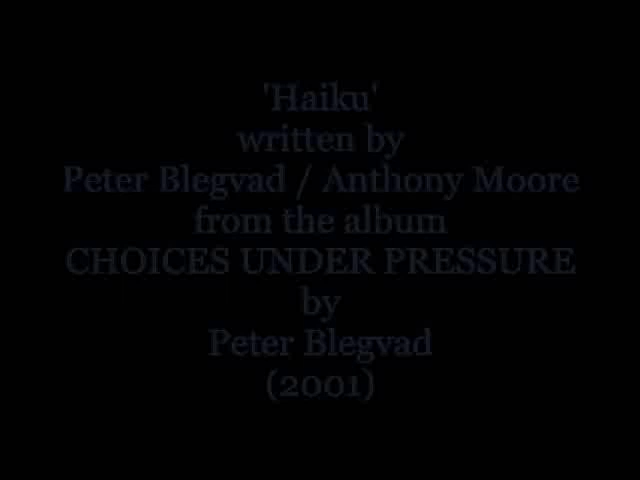 'Haiku'
written by
Peter Blegvad / Anthony Moore
from the album
CHOICES UNDER PRESSURE
by
Peter Blegvad
(2001)